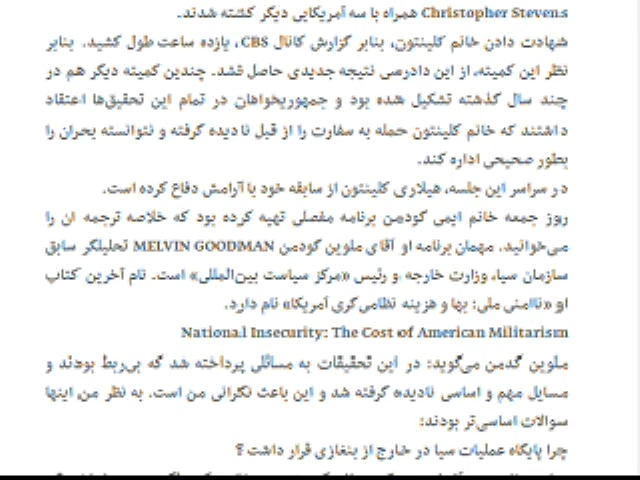 Christopher Stevens همراه با سه آمریکایی دیگر کشته شدند.
شهادت دادن خانم کلینتون، بنابر گزارش کانال CBS، یازده ساعت طول کشید. بنابر
نظر این کمیته، از این دادرسی نتیجه جدیدی حاصل نشد. چندین کمیته دیگر هم در
چند سال گذشته تشکیل شده بود و جمهوریخواهان در تمام این تحقیق‌ها اعتقاد
داشتند که خانم کلینتون حمله به سفارت را از قبل نادیده گرفته و نتوانسته بحران را
بطور صحیحی اداره کند.
در سراسر این جلسه، هیلاری کلینتون از سابقه خود با آرامش دفاع کرده است.
روز جمعه خانم ایمی گودمن برنامه مفصلی تهیه کرده بود که خلاصه ترجمه ان را
می‌خوانید. مهمان برنامه او آقای ملوین گودمن MELVIN GOODMAN تحلیلگر سابق
سازمان سیا، وزارت خارجه و رئیس «مرکز سیاست بین‌المللی» است. نام آخرین کتاب
او «ناامنی ملی: بها و هزینه نظامی‌گری آمریکا» نام دارد.
National Insecurity: The Cost of American Militarism
ملوین گدمن می‌گوید: در این تحقیقات به مسائلی پرداخته شد که بی‌ربط بودند و
مسایل مهم و اساسی نادیده گرفته شد و این باعث نگرانی من است. به نظر من اینها
سوالات اساسی‌تر بودند:
چرا پایگاه عملیات سیا در خارج از بنغازی قرار داشت ؟